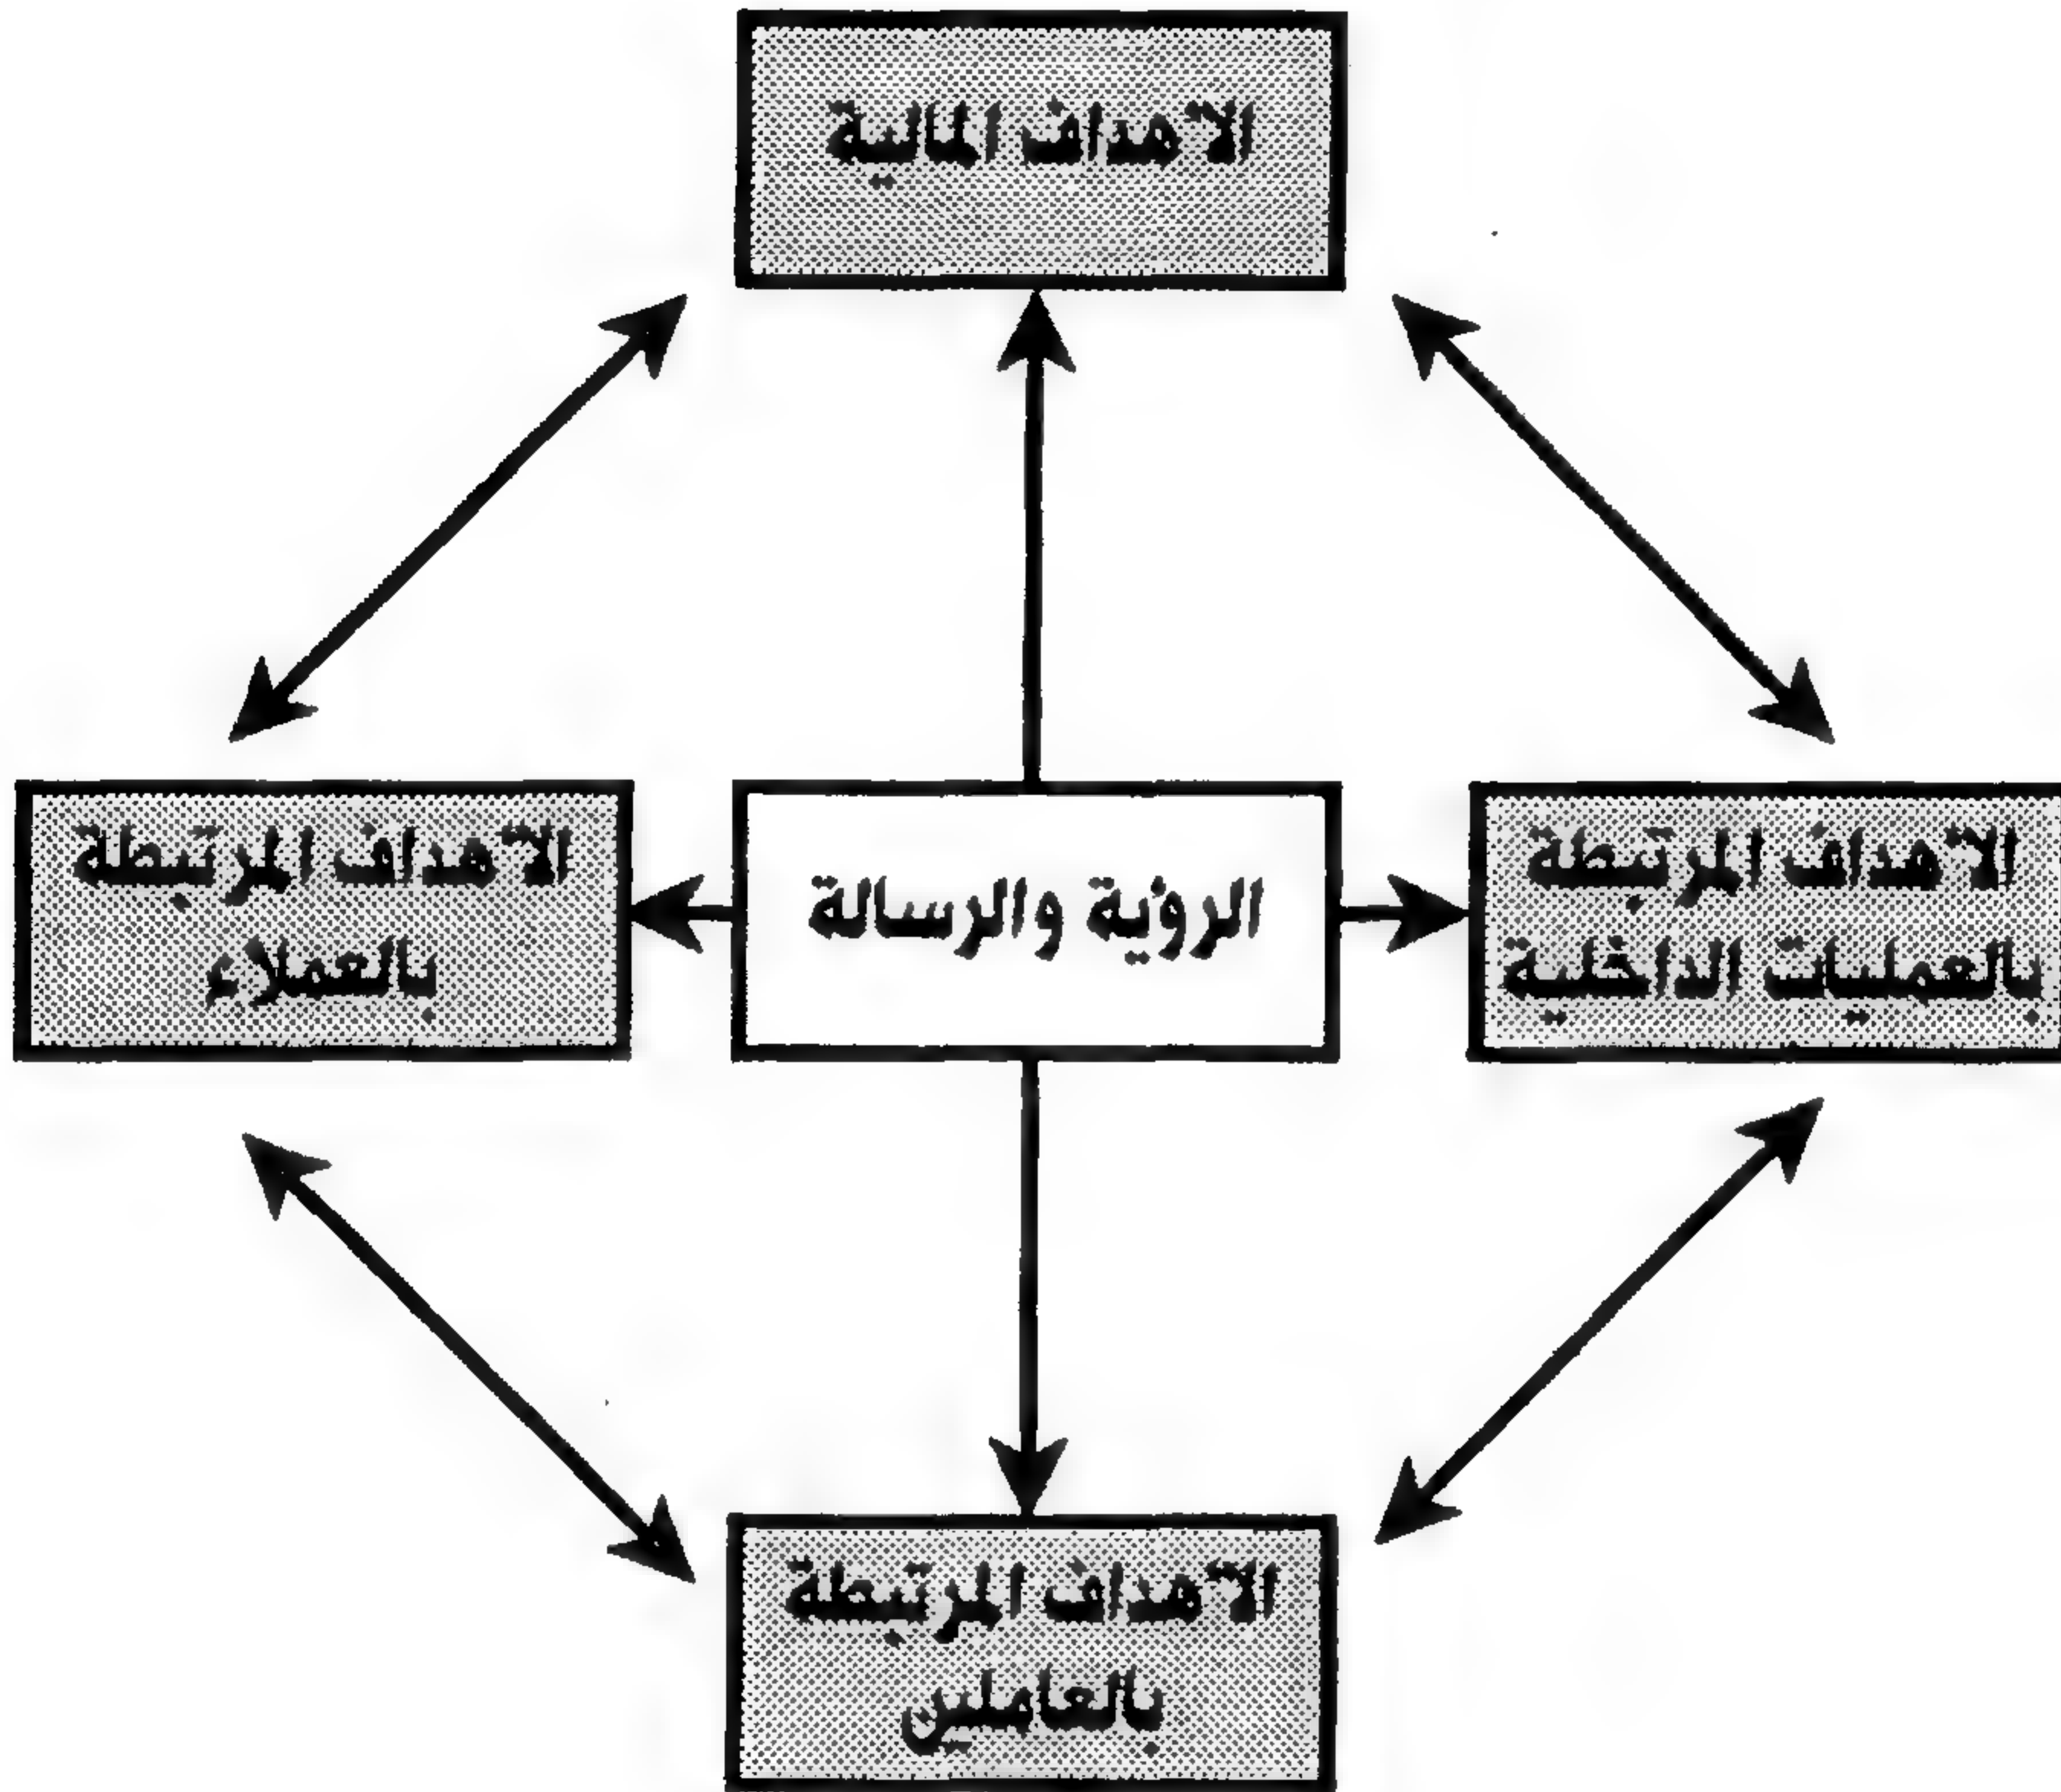 الأهداف المالية
الأهداف المرتبطة
بالعمليات الداخلية
الرؤية والرسالة
الأهداف المرتبطة
بالعملاء
الأهداف المرتبطة
بالعاملين